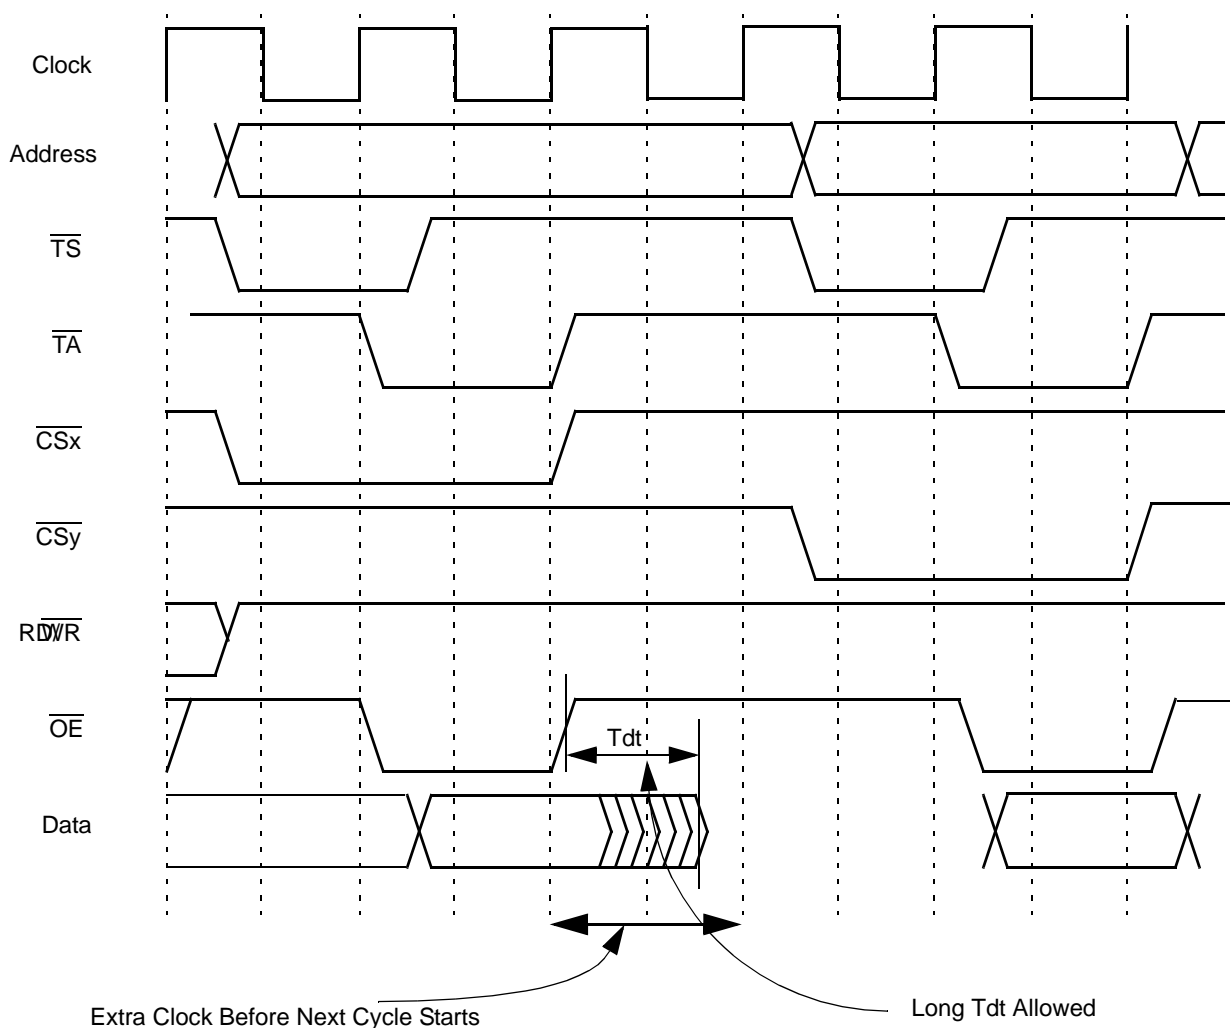 Clock
Address
TS
TA
CSx
CSy
RD/WR
OE
Tdt
Data
Long Tdt Allowed
Extra Clock Before Next Cycle Starts